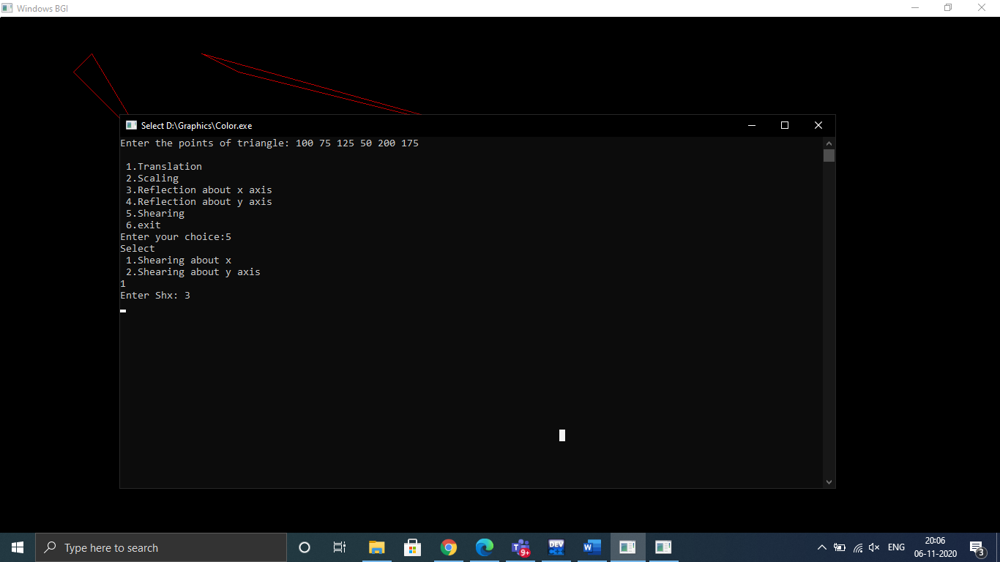 Windows BGI
Select D:\Graphics\Color.exe
Enter the points of triangle: 100 75 125 50 200 175
1.Translation
2.Scaling
3.Reflection about x axis
4.Reflection about y axis
5.Shearing
6.exit
Enter your choice:5
Select
1.Shearing about x
2.Shearing about y axis
1
Enter Shx: 3
Type here to search
9+
DEV
W
ENG
20:06
06-11-2020
3